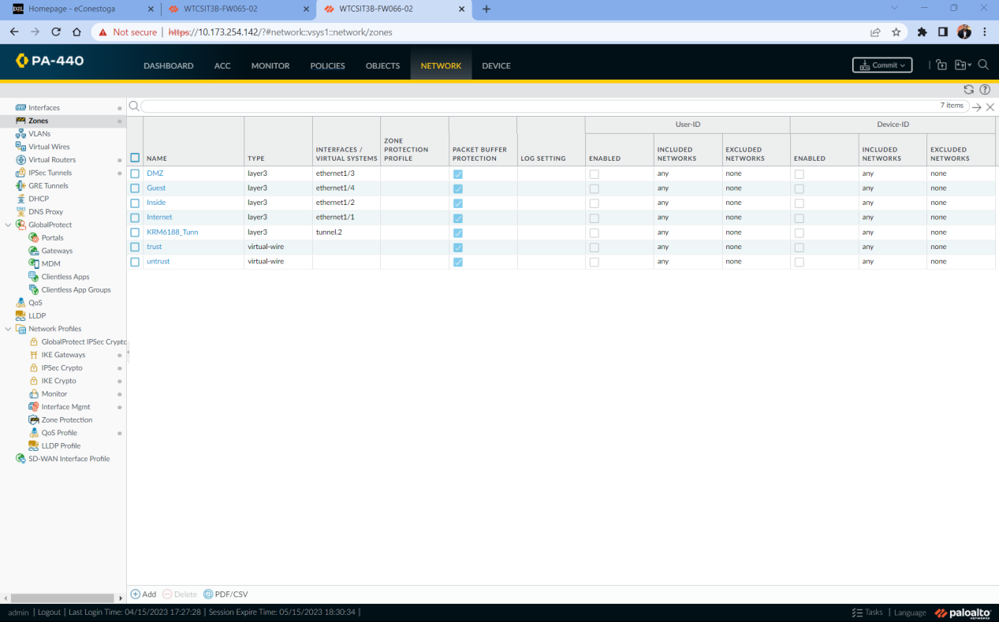 D2L Homepage - eConestoga
WTCSIT3B-FW065-02
WTCSIT3B-FW066-02
Not secure | https://10.173.254.142/?#network::vsys1::network/zones
PA-440
DASHBOARD ACC MONITOR POLICIES OBJECTS NETWORK DEVICE
Commit
7 items
Interfaces
Zones
VLANs
Virtual Wires
Virtual Routers
IPSec Tunnels
GRE Tunnels
DHCP
DNS Proxy
GlobalProtect
Portals
Gateways
MDM
Clientless Apps
Clientless App Groups
QoS
LLDP
Network Profiles
GlobalProtect IPSec Crypto
IKE Gateways
IPSec Crypto
IKE Crypto
Monitor
Interface Mgmt
Zone Protection
QoS Profile
LLDP Profile
SD-WAN Interface Profile
User-ID Device-ID
NAME TYPE INTERFACES / VIRTUAL SYSTEMS ZONE PROTECTION PROFILE PACKET BUFFER PROTECTION LOG SETTING ENABLED INCLUDED NETWORKS EXCLUDED NETWORKS ENABLED INCLUDED NETWORKS EXCLUDED NETWORKS
DMZ layer3 ethernet1/3 any none any none
Guest layer3 ethernet1/4 any none any none
Inside layer3 ethernet1/2 any none any none
Internet layer3 ethernet1/1 any none any none
KRM6188_Tunn layer3 tunnel.2 any none any none
trust virtual-wire any none any none
untrust virtual-wire any none any none
Add Delete PDF/CSV
admin | Logout | Last Login Time: 04/15/2023 17:27:28 | Session Expire Time: 05/15/2023 18:30:34 |
Tasks | Language paloalto NETWORKS